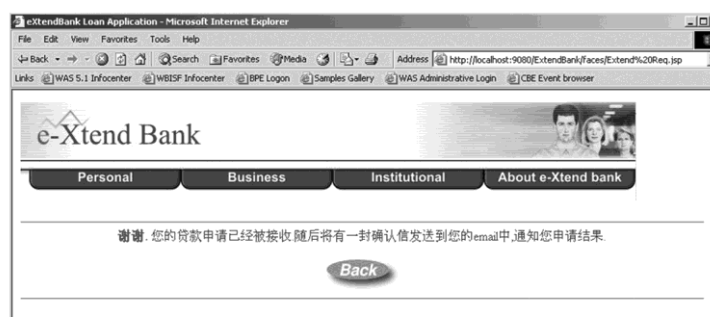 eXtendBank Loan Application - Microsoft Internet Explorer
File Edit View Favorites Tools Help
Back Search Favorites Media Address http://localhost:9080/ExtendBank/faces/Extend%20Req.jsp
Links WAS 5.1 Infocenter WBISF Infocenter BPE Logon Samples Gallery WAS Administrative Login CBE Event browser
e-Xtend Bank
Personal Business Institutional About e-Xtend bank
谢谢. 您的贷款申请已经被接收.随后将有一封确认信发送到您的email中,通知您申请结果.
Back